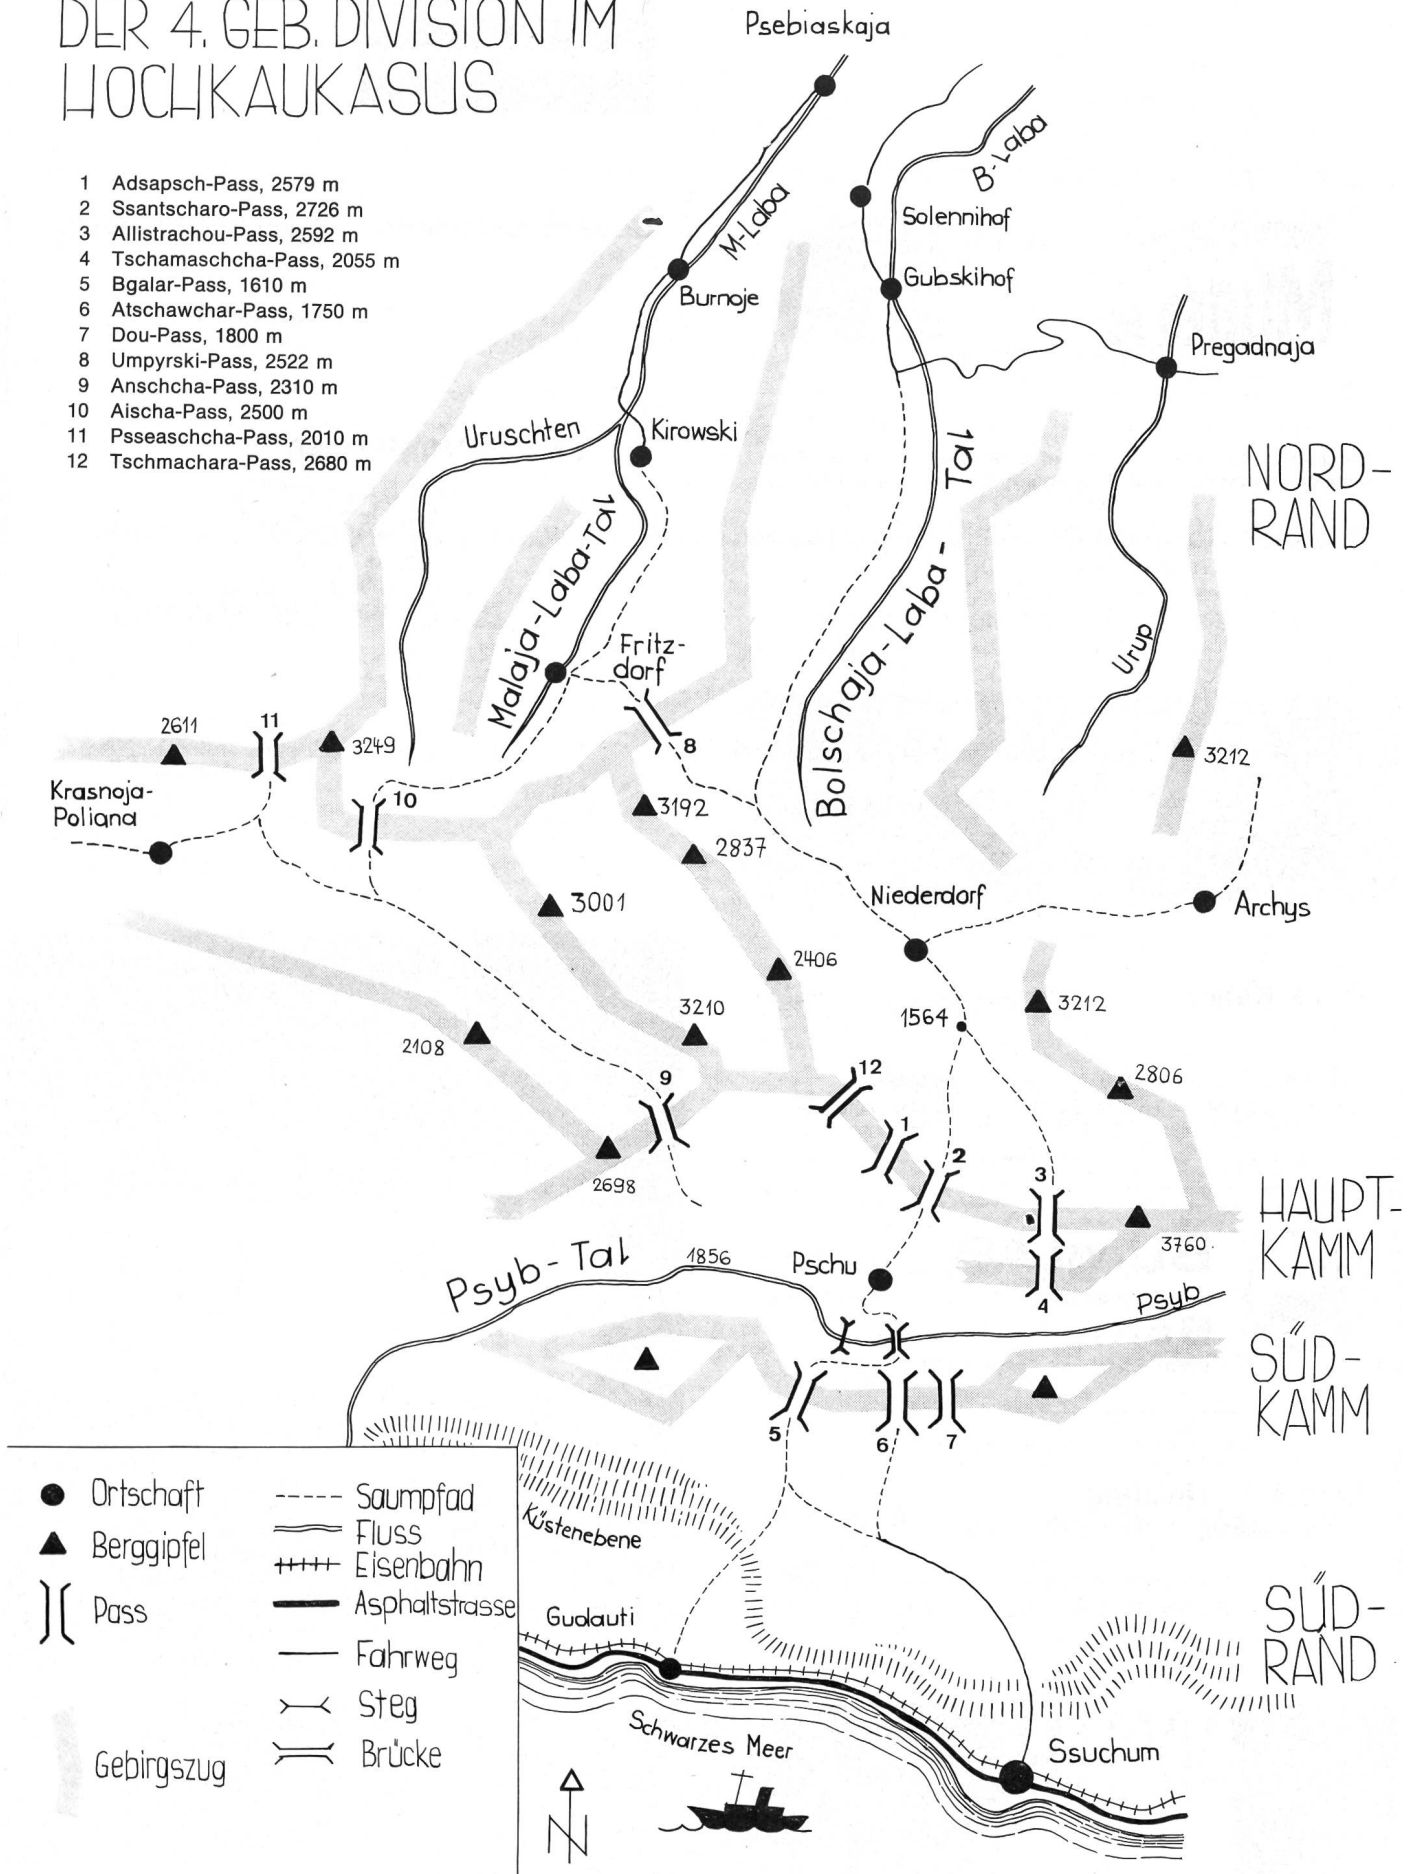 DER 4. GEB. DIVISION IM
HOCHKAUKASUS
1 Adsapsch-Pass, 2579 m
2 Ssantscharo-Pass, 2726 m
3 Allistrachou-Pass, 2592 m
4 Tschamaschcha-Pass, 2055 m
5 Bgalar-Pass, 1610 m
6 Atschawchar-Pass, 1750 m
7 Dou-Pass, 1800 m
8 Umpyrski-Pass, 2522 m
9 Anschcha-Pass, 2310 m
10 Aischa-Pass, 2500 m
11 Psseaschcha-Pass, 2010 m
12 Tschmachara-Pass, 2680 m
Psebiaskaja
B-Laba
M-Laba
Solennihof
Gubskihof
Burnoje
Pregadnaja
Uruschten
Kirowski
NORD-
RAND
Malaja-Laba-Tal
Bolschaja-Laba-
Tal
Urup
Fritz-
dorf
2611
11
3249
8
3212
Krasnoja-
Poliana
10
3192
2837
3001
Niederdorf
Archys
2406
3210
1564
3212
2108
9
12
2806
1
2
3
2698
HAUPT-
KAMM
3760.
Psyb-Tal
1856
Pschu
4
Psyb
SÜD-
KAMM
5
6
7
Ortschaft
Berggipfel
Pass
Gebirgszug
Saumpfad
Fluss
Eisenbahn
Asphaltstrasse
Fahrweg
Steg
Brücke
Küstenebene
Gudauti
SÜD-
RAND
Schwarzes Meer
Ssuchum
N